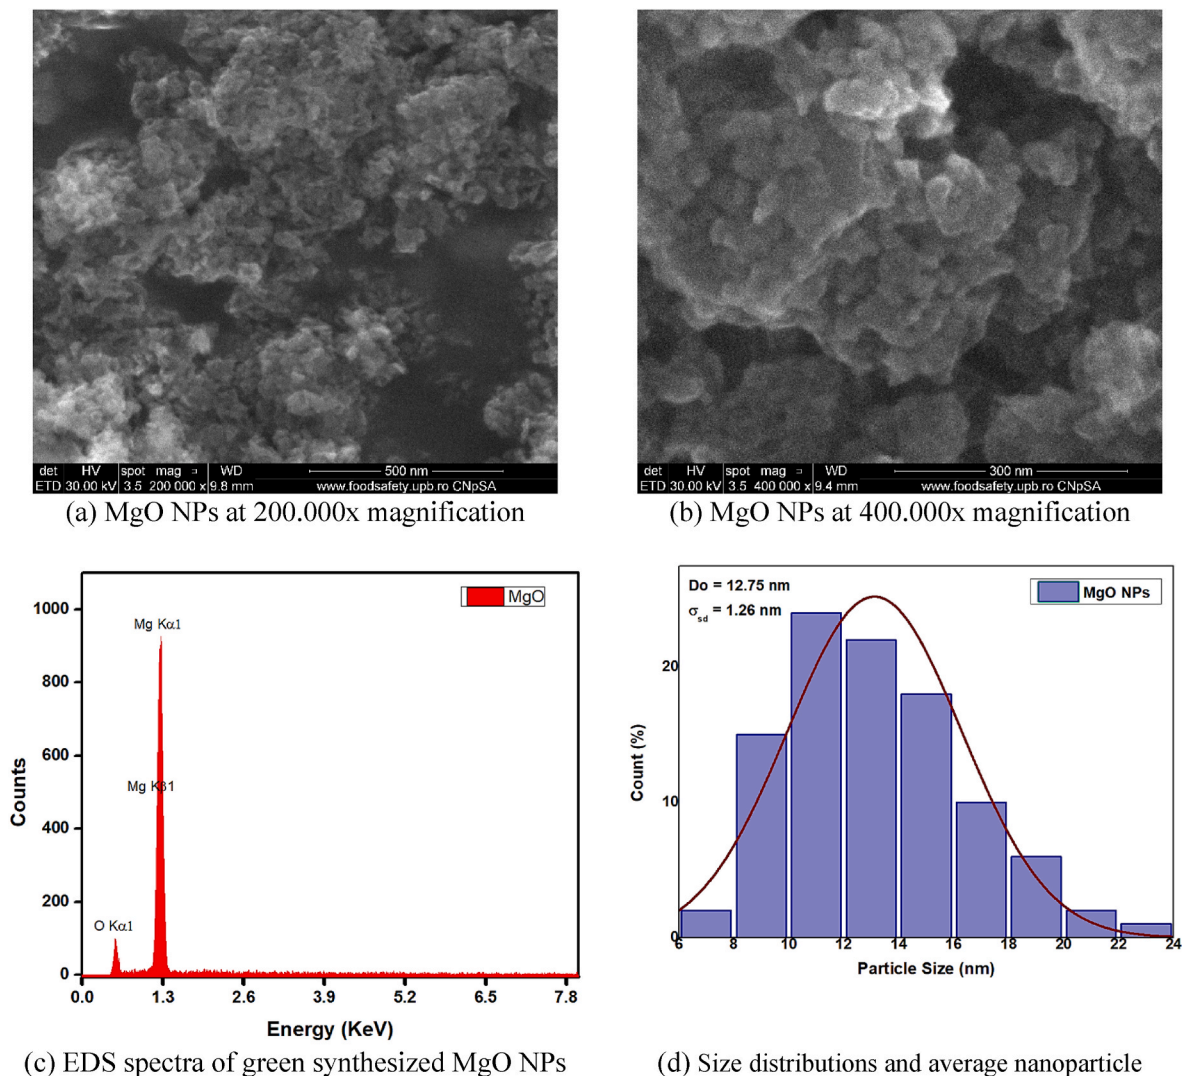 det HV spot mag □ WD 500 nm
ETD 30.00 kV 3.5 200 000 x 9.8 mm www.foodsafety.upb.ro CNpSA
(a) MgO NPs at 200.000x magnification
det HV spot mag □ WD 300 nm
ETD 30.00 kV 3.5 400 000 x 9.4 mm www.foodsafety.upb.ro CNpSA
(b) MgO NPs at 400.000x magnification
MgO
1000
800
600
400
200
0
Counts
Mg Kα1
Mg Kβ1
O Kα1
0.0 1.3 2.6 3.9 5.2 6.5 7.8
Energy (KeV)
(c) EDS spectra of green synthesized MgO NPs
Do = 12.75 nm
σsd = 1.26 nm
MgO NPs
20
10
0
Count (%)
6 8 10 12 14 16 18 20 22 24
Particle Size (nm)
(d) Size distributions and average nanoparticle